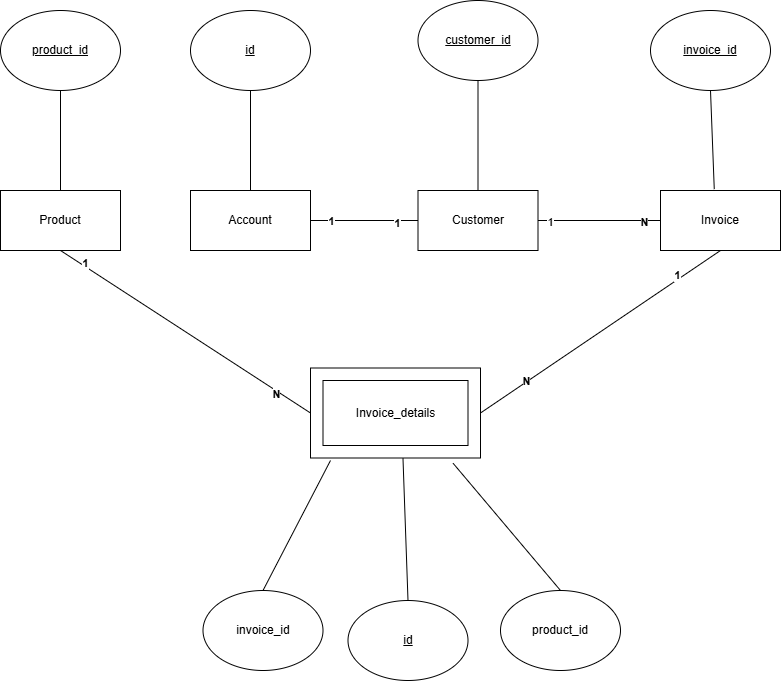 product_id
id
customer_id
invoice_id
Product
Account
1
1
Customer
1
N
Invoice
1
1
N
N
Invoice_details
invoice_id
id
product_id